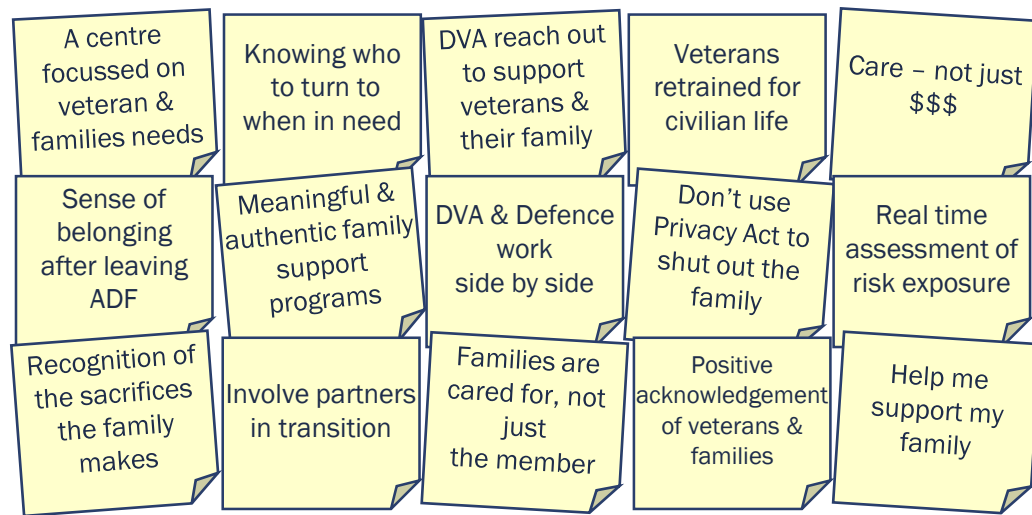 A centre
focussed on
veteran &
families needs
Knowing who
to turn to
when in need
DVA reach out
to support
veterans &
their family
Veterans
retrained for
civilian life
Care – not just
$$$
Sense of
belonging
after leaving
ADF
Meaningful &
authentic family
support
programs
DVA & Defence
work
side by side
Don’t use
Privacy Act to
shut out the
family
Real time
assessment of
risk exposure
Recognition of
the sacrifices
the family
makes
Involve partners
in transition
Families are
cared for, not
just
the member
Positive
acknowledgement
of veterans &
families
Help me
support my
family